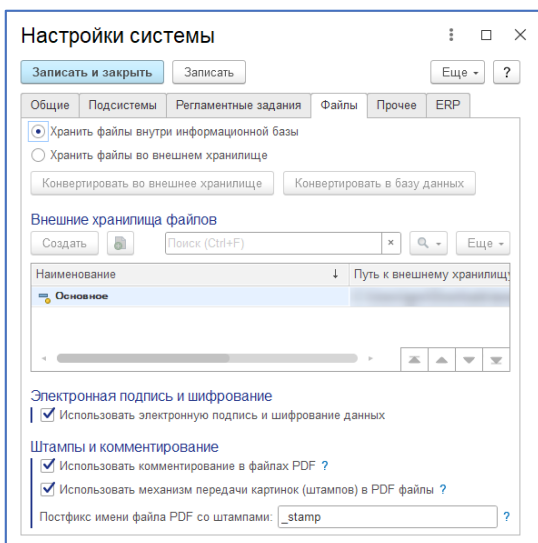 Настройки системы
Записать и закрыть Записать Еще ?
Общие Подсистемы Регламентные задания Файлы Прочее ERP
Хранить файлы внутри информационной базы
Хранить файлы во внешнем хранилище
Конвертировать во внешнее хранилище Конвертировать в базу данных
Внешние хранилища файлов
Создать Поиск (Ctrl+F) × Еще
Наименование ↓ Путь к внешнему хранилищу
Основное
Электронная подпись и шифрование
Использовать электронную подпись и шифрование данных
Штампы и комментирование
Использовать комментирование в файлах PDF ?
Использовать механизм передачи картинок (штампов) в PDF файлы ?
Постфикс имени файла PDF со штампами: _stamp ?